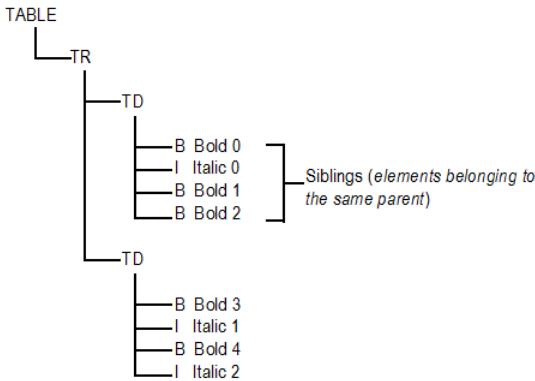 TABLE
TR
TD
B Bold 0
I Italic 0
B Bold 1
B Bold 2
Siblings (elements belonging to
the same parent)
TD
B Bold 3
I Italic 1
B Bold 4
I Italic 2